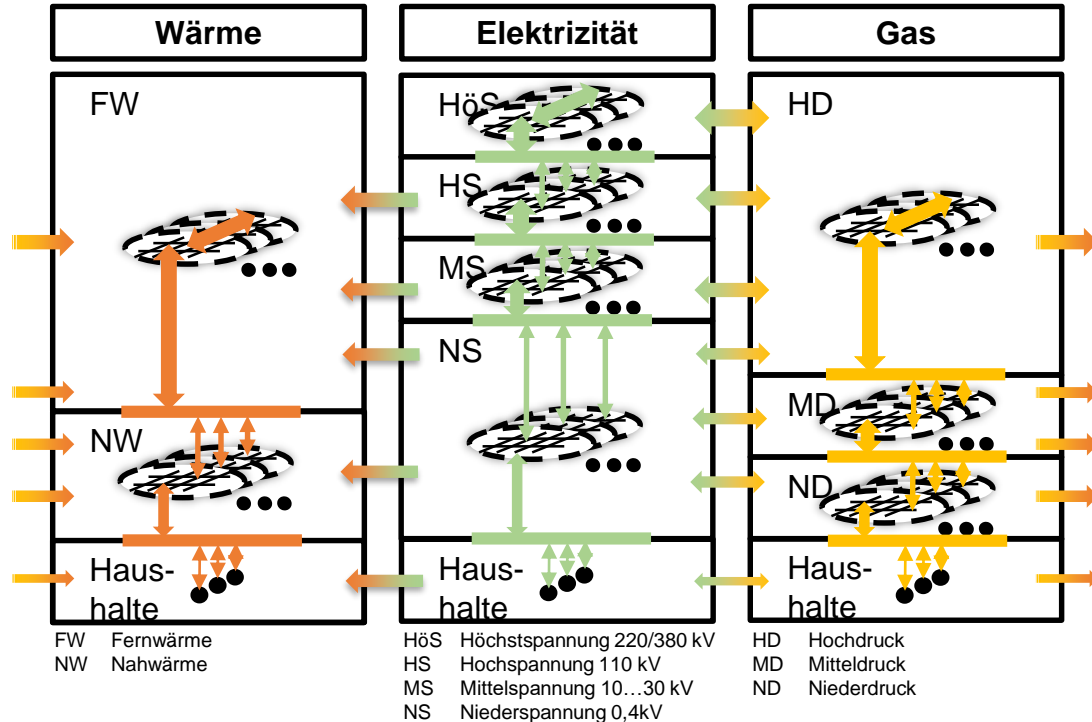 Wärme
Elektrizität
Gas
FW
NW
Haus-
halte
HöS
HS
MS
NS
Haus-
halte
HD
MD
ND
Haus-
halte
FW Fernwärme
NW Nahwärme
HöS Höchstspannung 220/380 kV
HS Hochspannung 110 kV
MS Mittelspannung 10…30 kV
NS Niederspannung 0,4kV
HD Hochdruck
MD Mitteldruck
ND Niederdruck